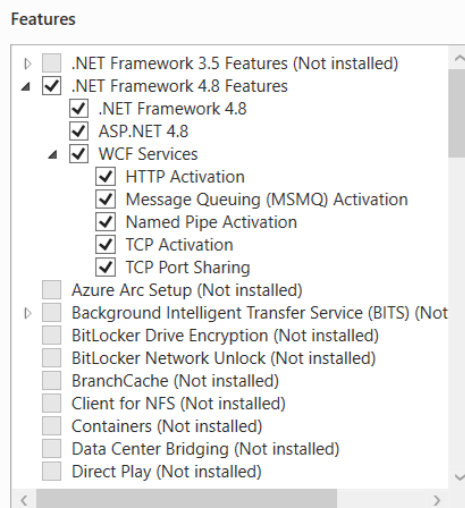 Features
.NET Framework 3.5 Features (Not installed)
.NET Framework 4.8 Features
.NET Framework 4.8
ASP.NET 4.8
WCF Services
HTTP Activation
Message Queuing (MSMQ) Activation
Named Pipe Activation
TCP Activation
TCP Port Sharing
Azure Arc Setup (Not installed)
Background Intelligent Transfer Service (BITS) (Not
BitLocker Drive Encryption (Not installed)
BitLocker Network Unlock (Not installed)
BranchCache (Not installed)
Client for NFS (Not installed)
Containers (Not installed)
Data Center Bridging (Not installed)
Direct Play (Not installed)